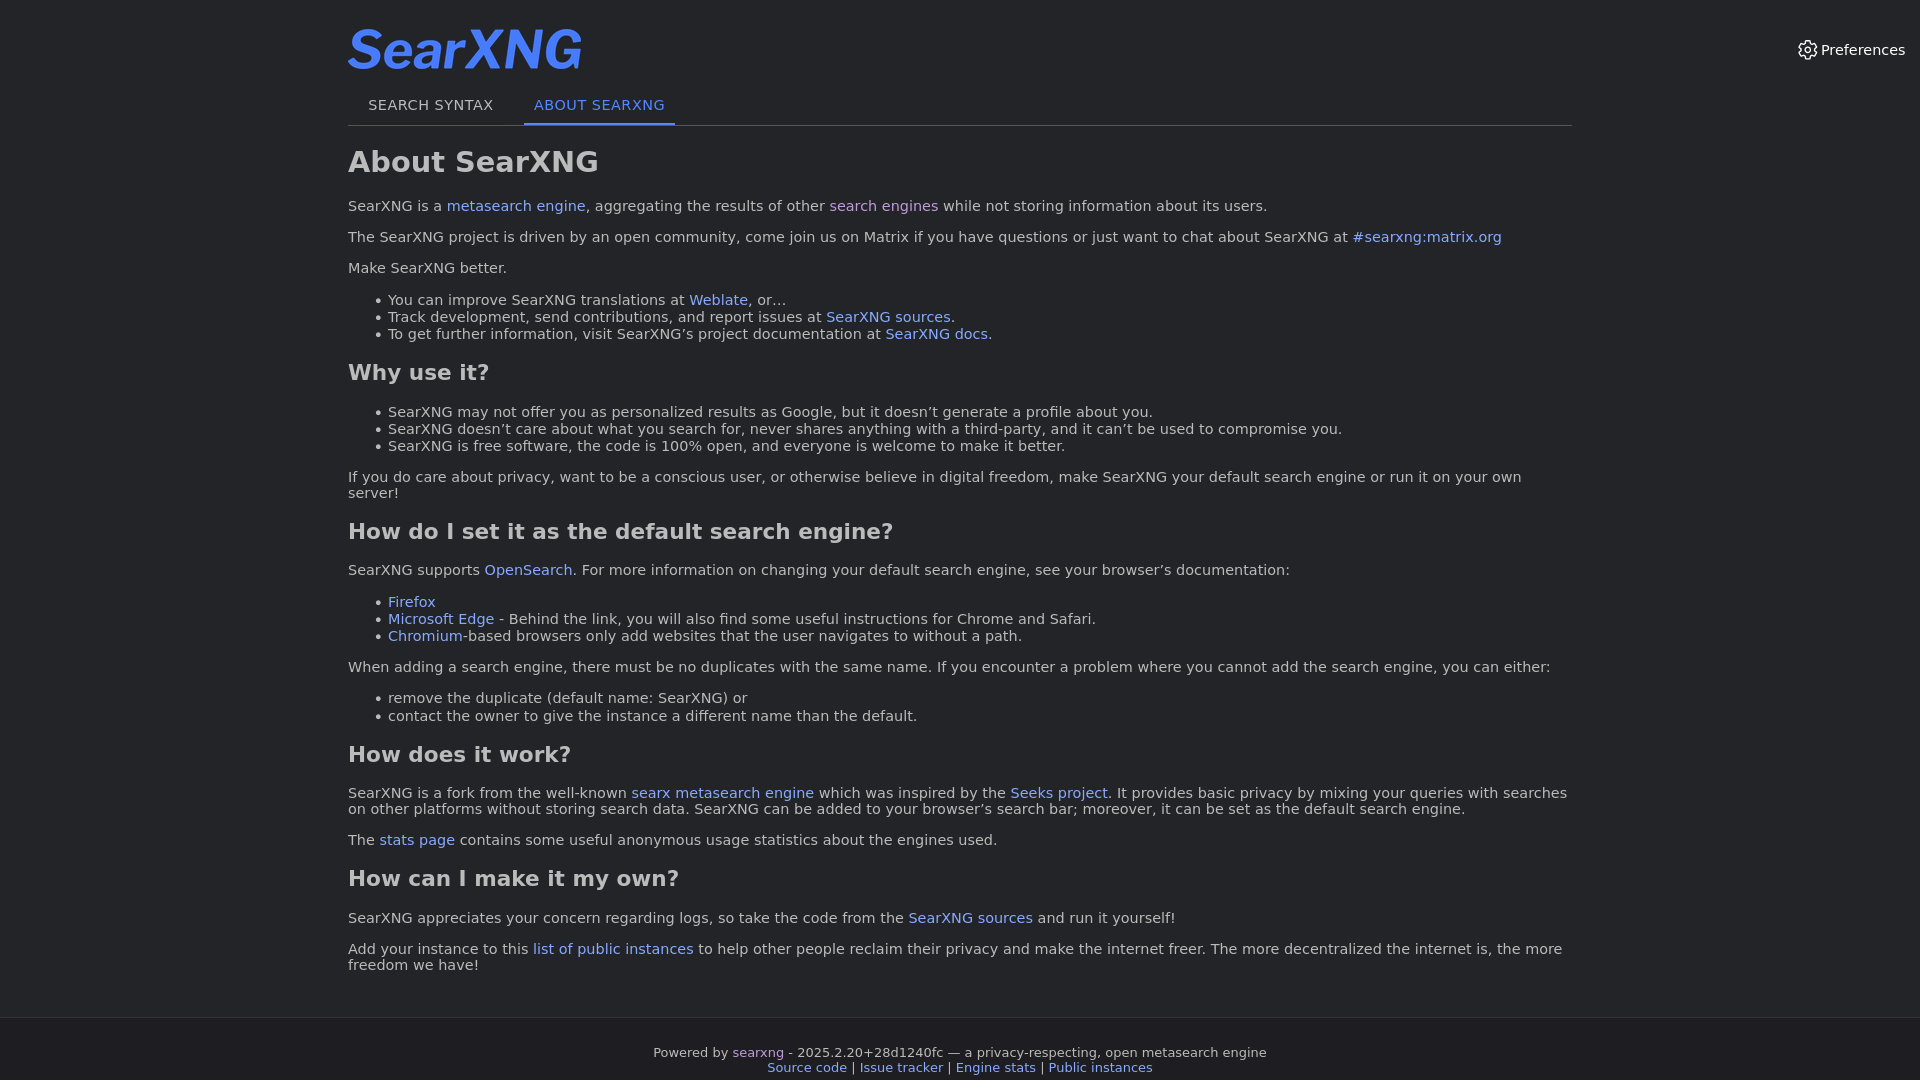 SearXNG
Preferences
SEARCH SYNTAX
ABOUT SEARXNG
About SearXNG
SearXNG is a metasearch engine, aggregating the results of other search engines while not storing information about its users.
The SearXNG project is driven by an open community, come join us on Matrix if you have questions or just want to chat about SearXNG at #searxng:matrix.org
Make SearXNG better.
• You can improve SearXNG translations at Weblate, or…
• Track development, send contributions, and report issues at SearXNG sources.
• To get further information, visit SearXNG’s project documentation at SearXNG docs.
Why use it?
• SearXNG may not offer you as personalized results as Google, but it doesn’t generate a profile about you.
• SearXNG doesn’t care about what you search for, never shares anything with a third-party, and it can’t be used to compromise you.
• SearXNG is free software, the code is 100% open, and everyone is welcome to make it better.
If you do care about privacy, want to be a conscious user, or otherwise believe in digital freedom, make SearXNG your default search engine or run it on your own
server!
How do I set it as the default search engine?
SearXNG supports OpenSearch. For more information on changing your default search engine, see your browser’s documentation:
• Firefox
• Microsoft Edge - Behind the link, you will also find some useful instructions for Chrome and Safari.
• Chromium-based browsers only add websites that the user navigates to without a path.
When adding a search engine, there must be no duplicates with the same name. If you encounter a problem where you cannot add the search engine, you can either:
• remove the duplicate (default name: SearXNG) or
• contact the owner to give the instance a different name than the default.
How does it work?
SearXNG is a fork from the well-known searx metasearch engine which was inspired by the Seeks project. It provides basic privacy by mixing your queries with searches
on other platforms without storing search data. SearXNG can be added to your browser’s search bar; moreover, it can be set as the default search engine.
The stats page contains some useful anonymous usage statistics about the engines used.
How can I make it my own?
SearXNG appreciates your concern regarding logs, so take the code from the SearXNG sources and run it yourself!
Add your instance to this list of public instances to help other people reclaim their privacy and make the internet freer. The more decentralized the internet is, the more
freedom we have!
Powered by searxng - 2025.2.20+28d1240fc — a privacy-respecting, open metasearch engine
Source code | Issue tracker | Engine stats | Public instances